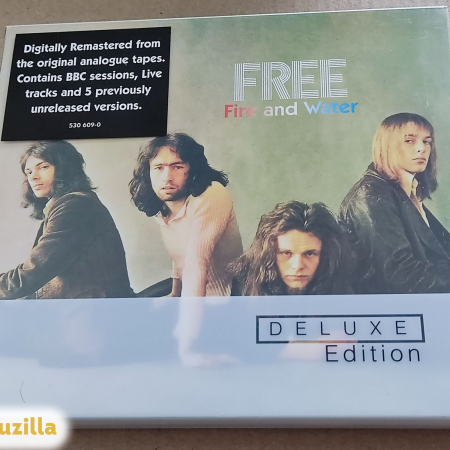 Digitally Remastered from
the original analogue tapes.
Contains BBC sessions, Live
tracks and 5 previously
unreleased versions.
530 609-0
FREE
Fire and Water
DELUXE
Edition
uzilla